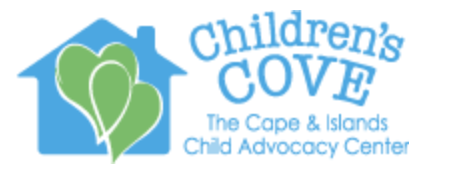 Children's
COVE
The Cape & Islands
Child Advocacy Center